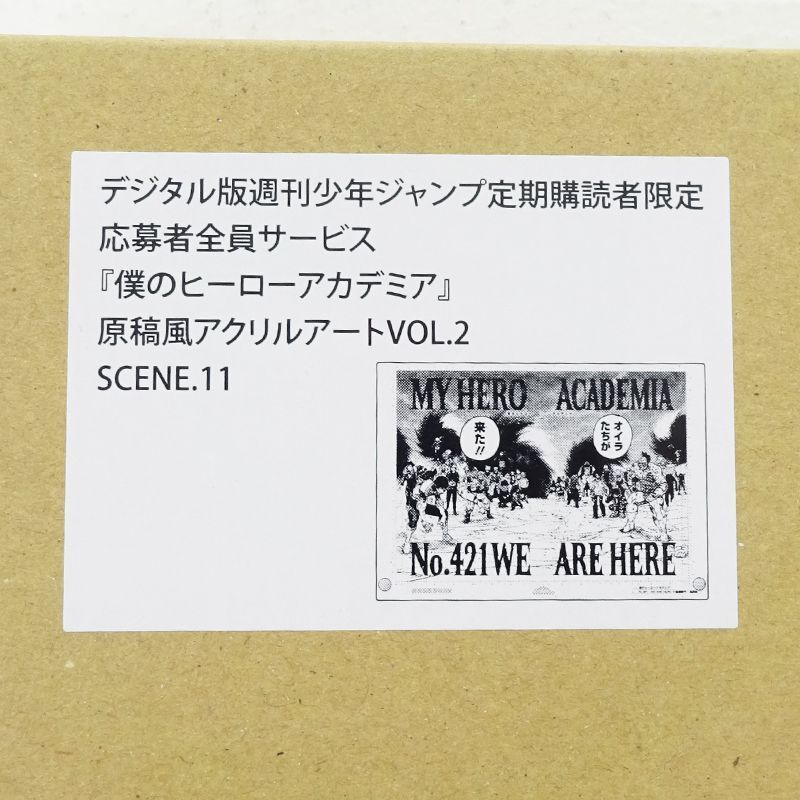 デジタル版週刊少年ジャンプ定期購読者限定
応募者全員サービス
『僕のヒーローアカデミア』
原稿風アクリルアートVOL.2
SCENE.11
MY HERO ACADEMIA
オイラ
たちが
来た!!
No.421WE ARE HERE